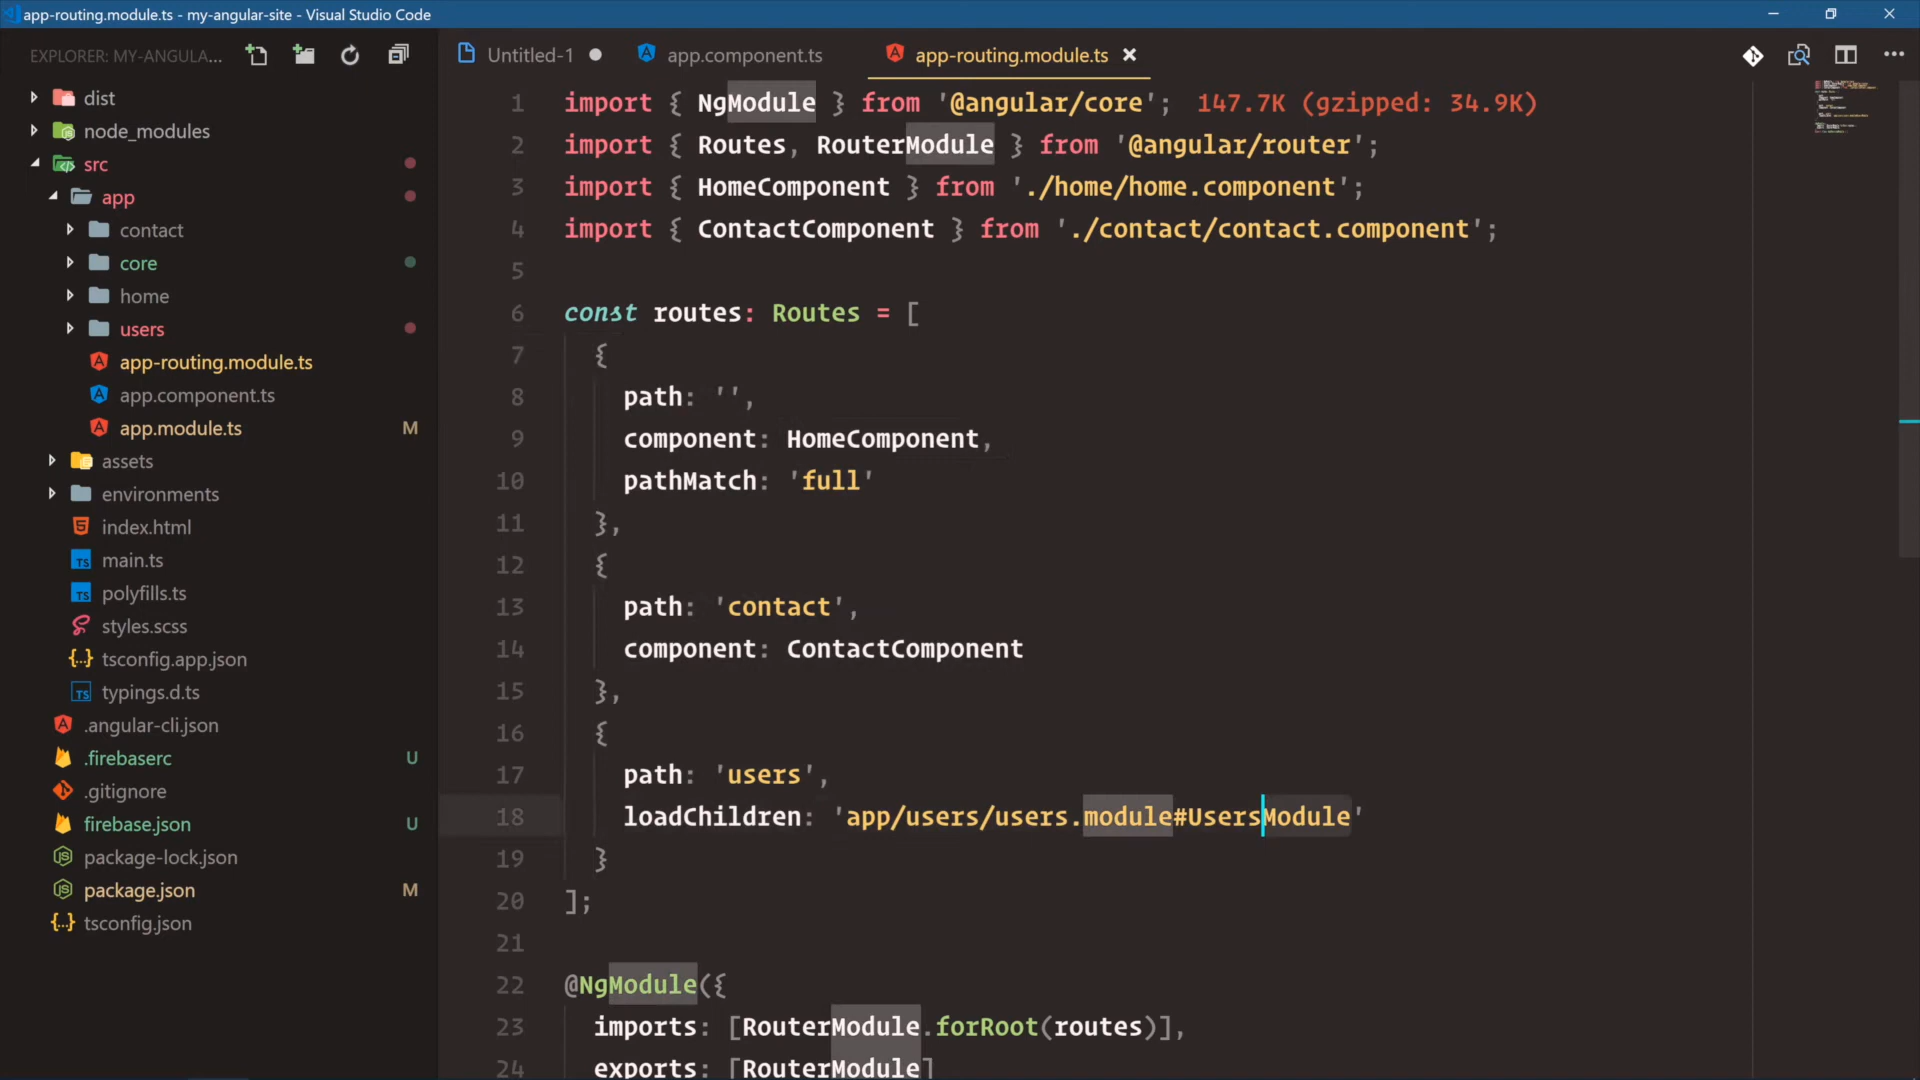 app-routing.module.ts - my-angular-site - Visual Studio Code
EXPLORER: MY-ANGULA...
dist
node_modules
src
app
contact
core
home
users
app-routing.module.ts
app.component.ts
app.module.ts M
assets
environments
index.html
main.ts
polyfills.ts
styles.scss
tsconfig.app.json
typings.d.ts
.angular-cli.json
.firebaserc U
.gitignore
firebase.json U
package-lock.json
package.json M
tsconfig.json
Untitled-1 app.component.ts app-routing.module.ts
1 import { NgModule } from '@angular/core'; 147.7K (gzipped: 34.9K)
2 import { Routes, RouterModule } from '@angular/router';
3 import { HomeComponent } from './home/home.component';
4 import { ContactComponent } from './contact/contact.component';
5
6 const routes: Routes = [
7 {
8 path: '',
9 component: HomeComponent,
10 pathMatch: 'full'
11 },
12 {
13 path: 'contact',
14 component: ContactComponent
15 },
16 {
17 path: 'users',
18 loadChildren: 'app/users/users.module#UsersModule'
19 }
20 ];
21
22 @NgModule({
23 imports: [RouterModule.forRoot(routes)],
24 exports: [RouterModule]